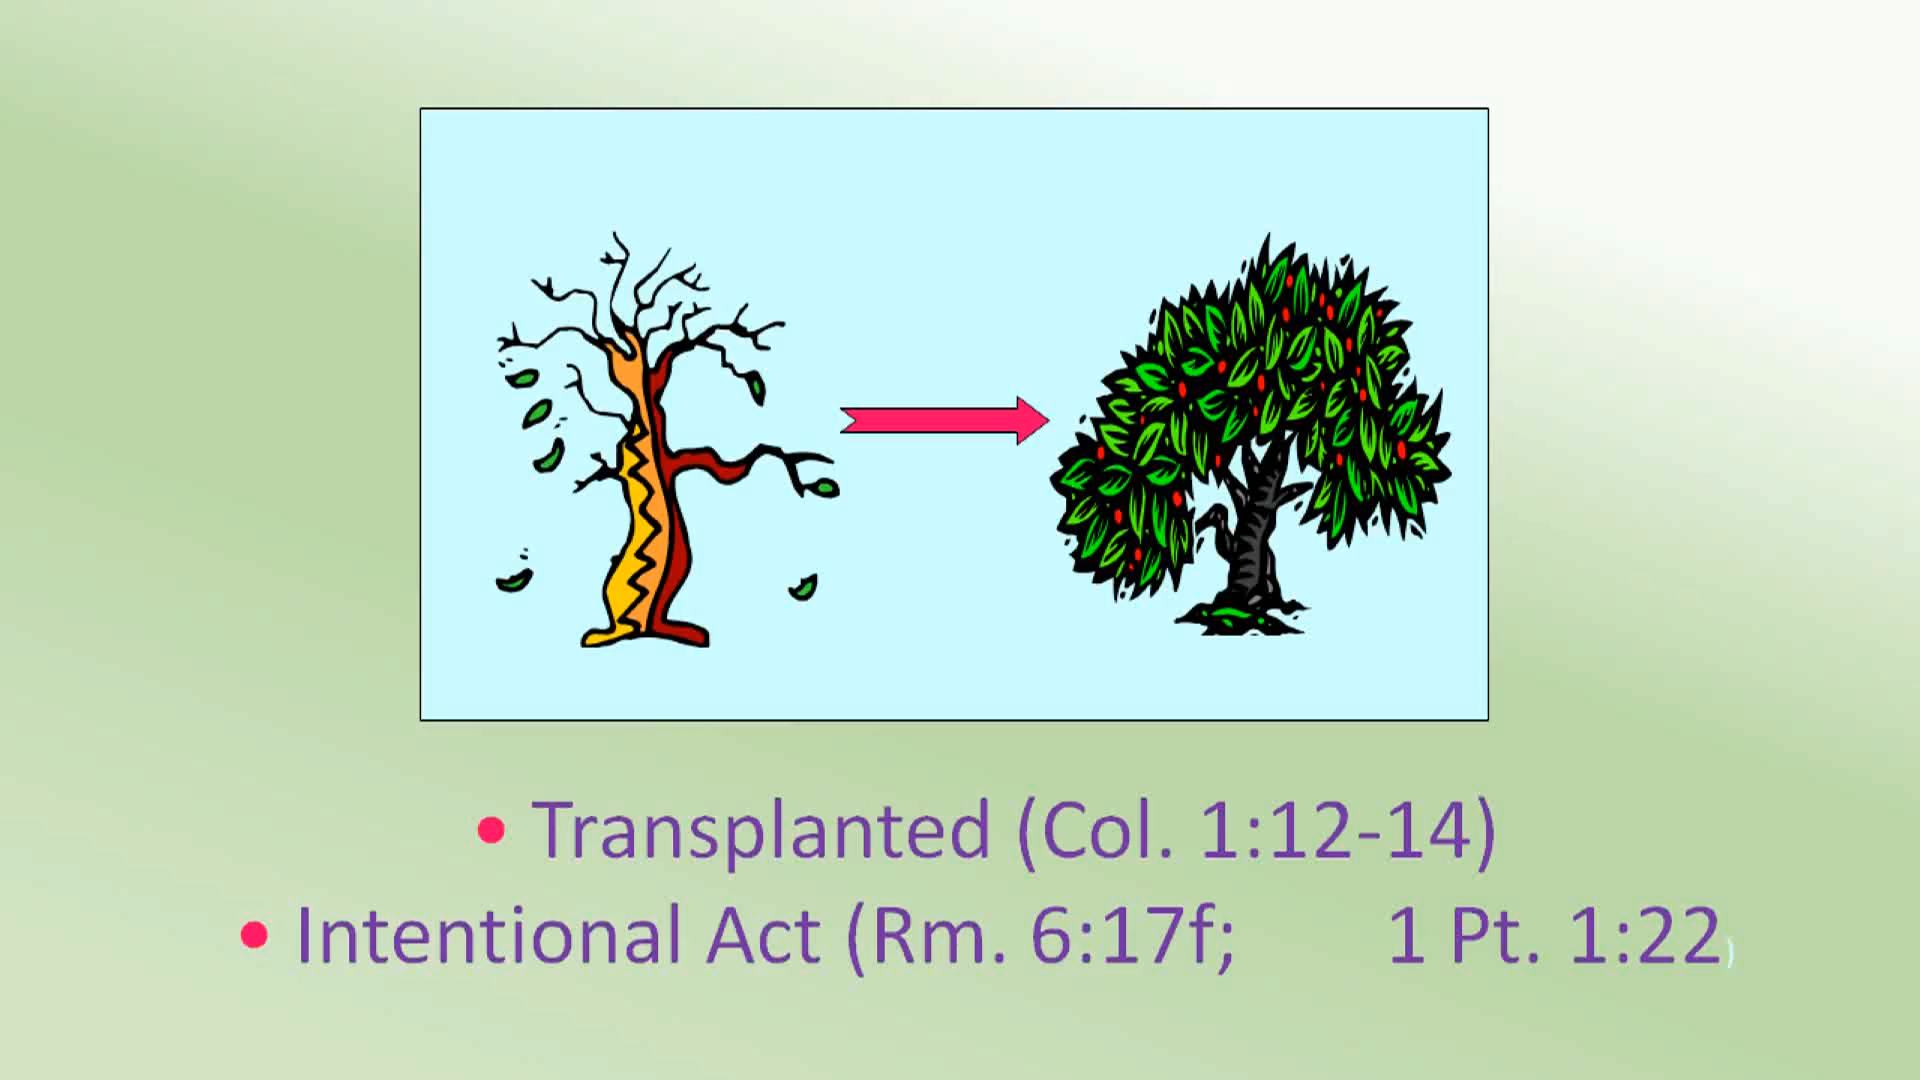 • Transplanted (Col. 1:12-14)
• Intentional Act (Rm. 6:17f; 1 Pt. 1:22)